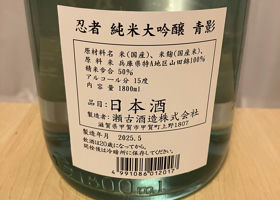 忍者 純米大吟醸 青影
原材料名 米(国産)、米麹(国産)、
原 料 米 兵庫県特A地区山田錦100%
精米歩合 50%
アルコール分 15度
内 容 量 1800ml
品目 日本酒
製造者 瀬古酒造株式会社
滋賀県甲賀市甲賀町上野1807
製造年月 2025.5
飲酒は20歳になってから。
開栓後は冷暗所に保存してください。
4991086012017
1800ml